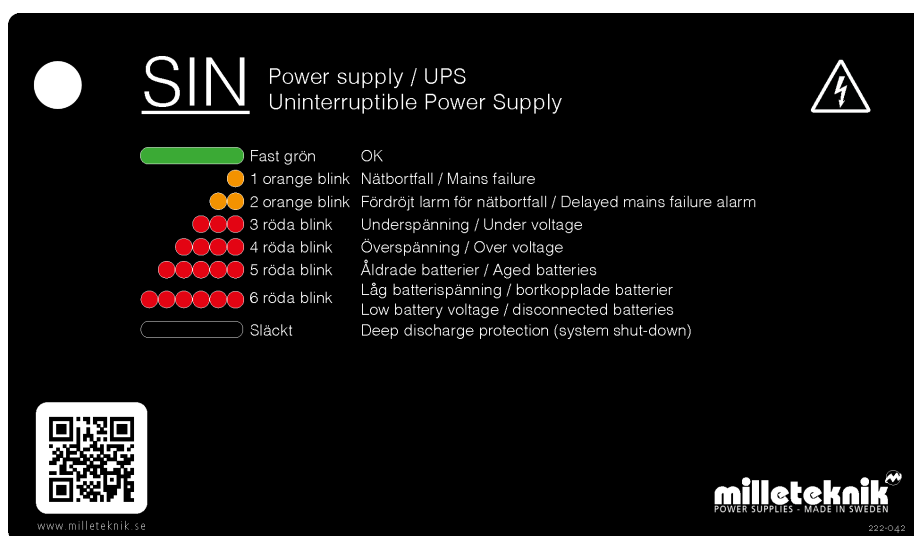 SIN
Power supply / UPS
Uninterruptible Power Supply
Fast grön OK
1 orange blink Nätbortfall / Mains failure
2 orange blink Fördröjt larm för nätbortfall / Delayed mains failure alarm
3 röda blink Underspänning / Under voltage
4 röda blink Överspänning / Over voltage
5 röda blink Åldrade batterier / Aged batteries
6 röda blink Låg batterispänning / bortkopplade batterier
Low battery voltage / disconnected batteries
Släckt Deep discharge protection (system shut-down)
www.milleteknik.se
milleteknik
POWER SUPPLIES - MADE IN SWEDEN
222-042